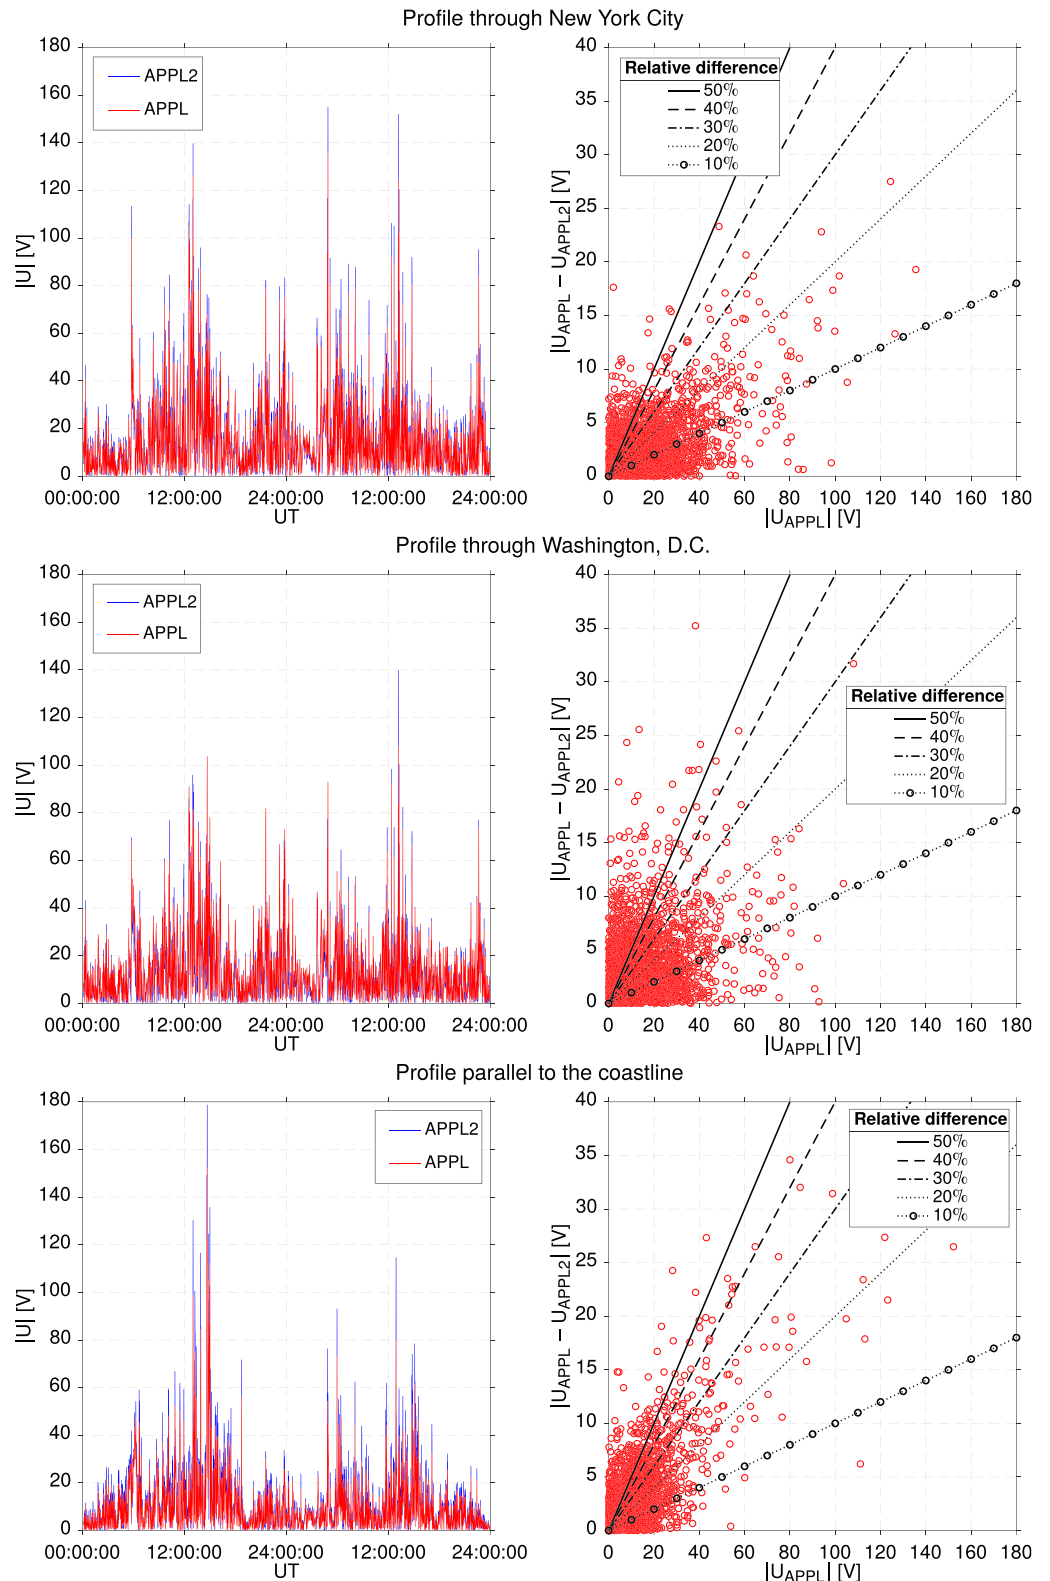 Profile through New York City
180
160
140
120
100
80
60
40
20
0
|U| [V]
APPL2
APPL
00:00:00 12:00:00 24:00:00 12:00:00 24:00:00
UT
40
35
30
25
20
15
10
5
0
|U_APPL − U_APPL2| [V]
Relative difference
50%
40%
30%
20%
10%
0 20 40 60 80 100 120 140 160 180
|U_APPL| [V]
Profile through Washington, D.C.
180
160
140
120
100
80
60
40
20
0
|U| [V]
APPL2
APPL
00:00:00 12:00:00 24:00:00 12:00:00 24:00:00
UT
40
35
30
25
20
15
10
5
0
|U_APPL − U_APPL2| [V]
Relative difference
50%
40%
30%
20%
10%
0 20 40 60 80 100 120 140 160 180
|U_APPL| [V]
Profile parallel to the coastline
180
160
140
120
100
80
60
40
20
0
|U| [V]
APPL2
APPL
00:00:00 12:00:00 24:00:00 12:00:00 24:00:00
UT
40
35
30
25
20
15
10
5
0
|U_APPL − U_APPL2| [V]
Relative difference
50%
40%
30%
20%
10%
0 20 40 60 80 100 120 140 160 180
|U_APPL| [V]